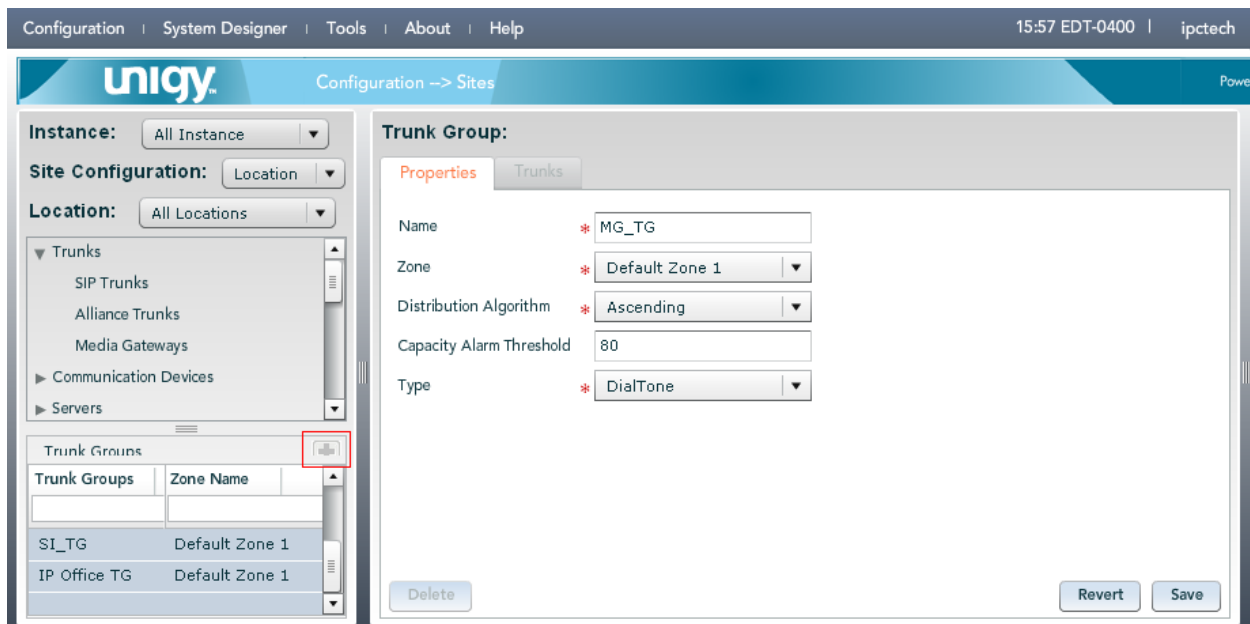 Configuration | System Designer | Tools | About | Help 15:57 EDT-0400 | ipctech
unigy Configuration --> Sites Powe
Instance: All Instance
Site Configuration: Location
Location: All Locations
Trunks
SIP Trunks
Alliance Trunks
Media Gateways
Communication Devices
Servers
Trunk Groups
Trunk Groups Zone Name
SI_TG Default Zone 1
IP Office TG Default Zone 1
Trunk Group:
Properties Trunks
Name * MG_TG
Zone * Default Zone 1
Distribution Algorithm * Ascending
Capacity Alarm Threshold 80
Type * DialTone
Delete Revert Save